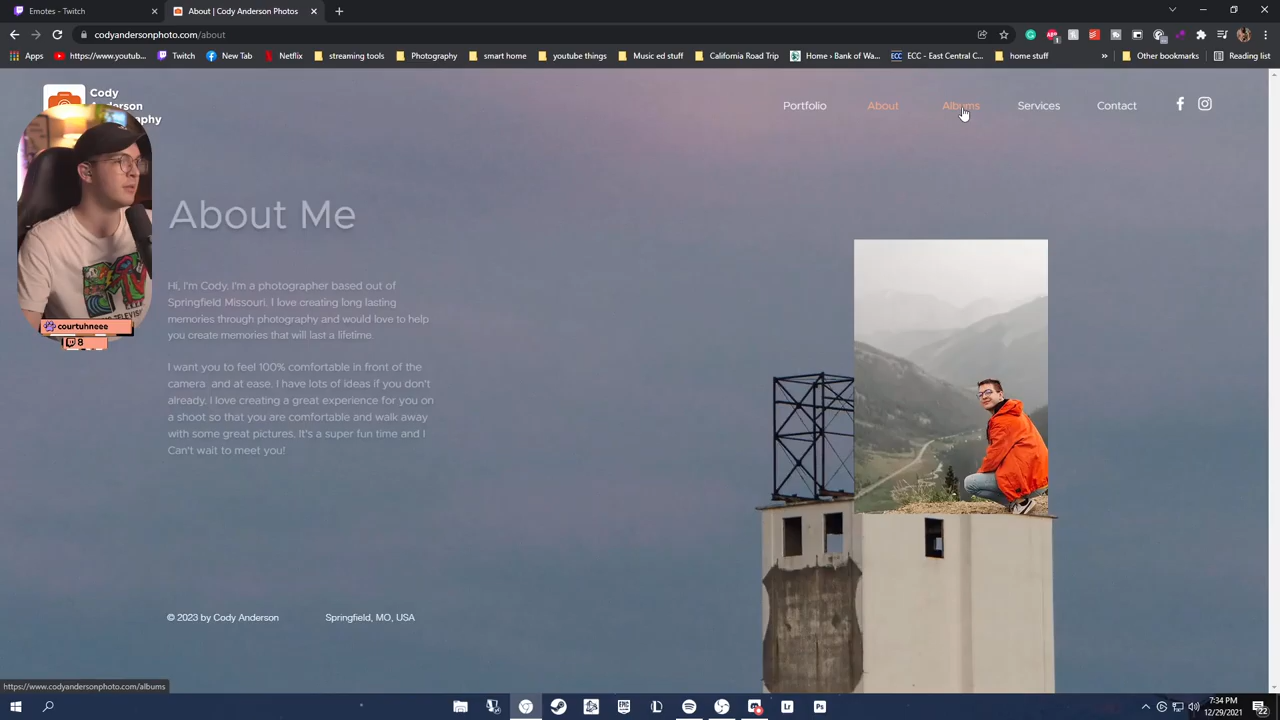 Emotes - Twitch
About | Cody Anderson Photos
codyandersonphoto.com/about
Apps
https://www.youtub...
Twitch
New Tab
Netflix
streaming tools
Photography
smart home
youtube things
Music ed stuff
California Road Trip
Home › Bank of Wa...
ECC - East Central C...
home stuff
Other bookmarks
Reading list
Cody
Anderson
Portfolio
About
Albums
Services
Contact
About Me
Hi, I'm Cody. I'm a photographer based out of
Springfield Missouri. I love creating long lasting
memories through photography and would love to help
you create memories that will last a lifetime.
I want you to feel 100% comfortable in front of the
camera and at ease. I have lots of ideas if you don't
already. I love creating a great experience for you on
a shoot so that you are comfortable and walk away
with some great pictures. It's a super fun time and I
Can't wait to meet you!
courtuhneee
8
© 2023 by Cody Anderson
Springfield, MO, USA
https://www.codyandersonphoto.com/albums
EPIC
Lr
Ps
7:34 PM
12/29/2021
22